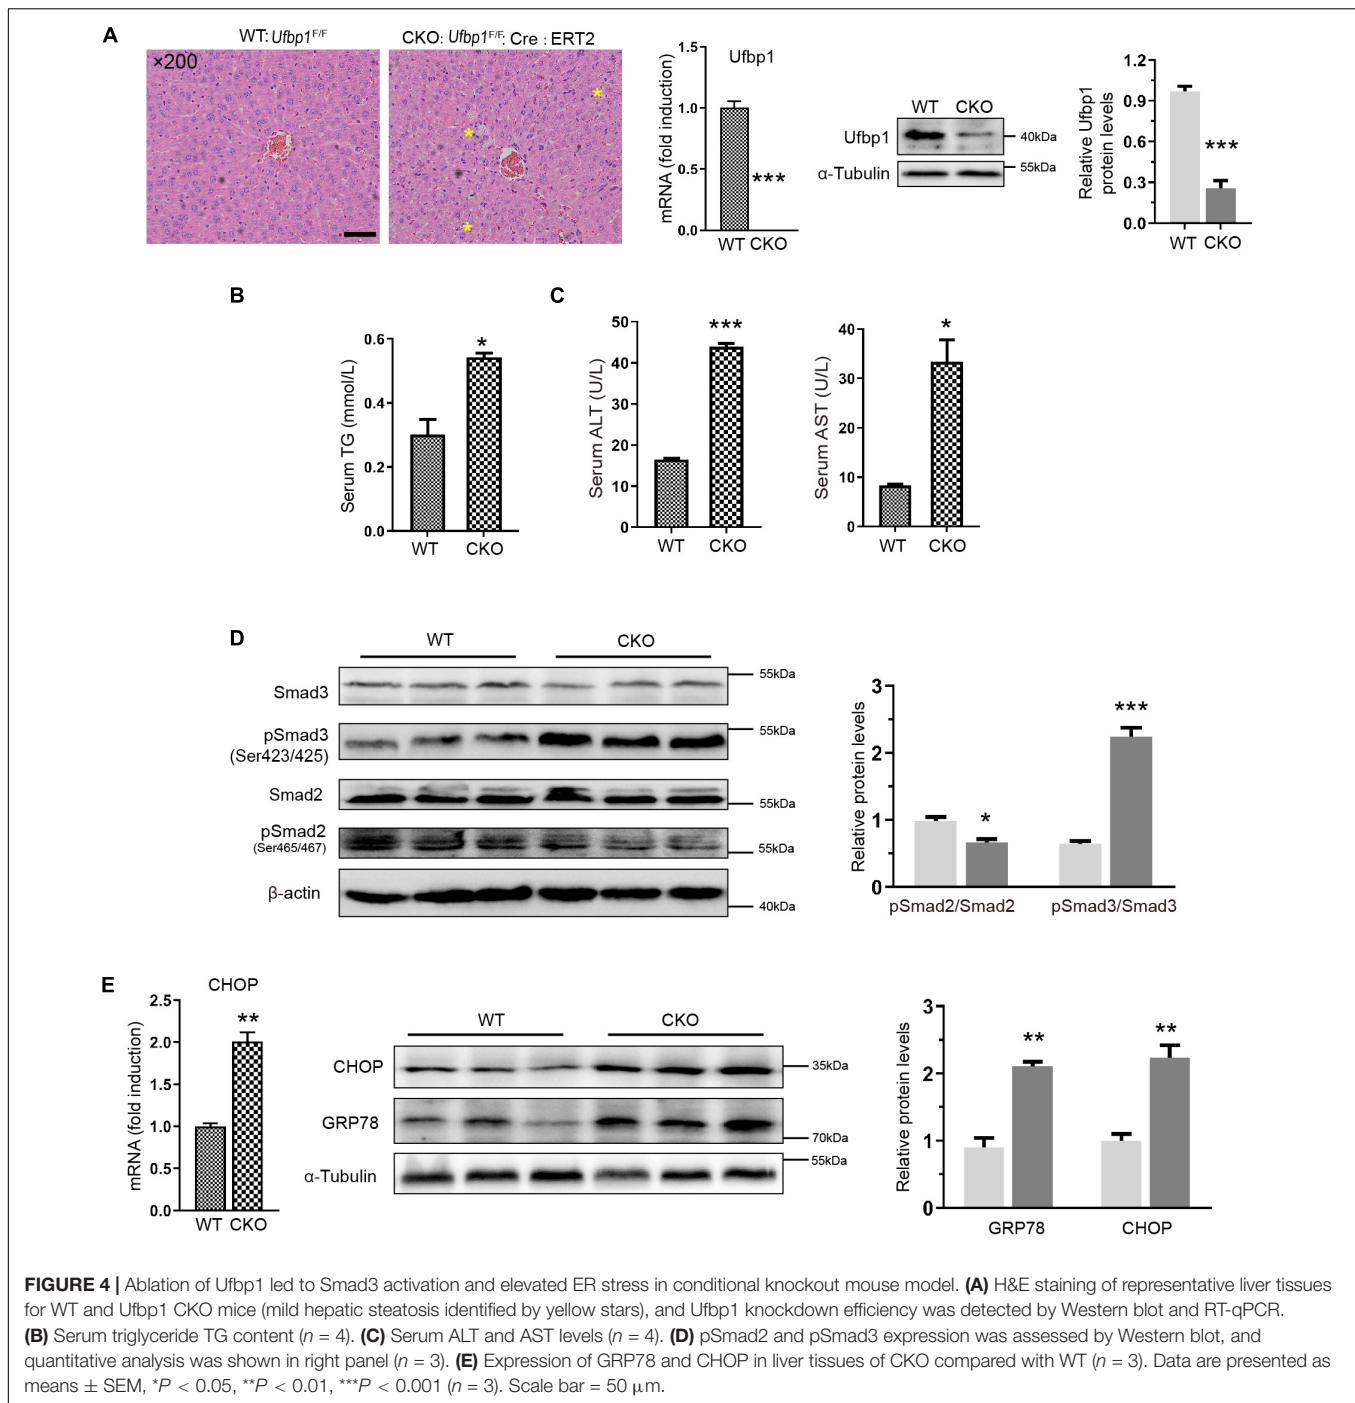 A
WT: Ufbp1F/F
CKO: Ufbp1F/F: Cre : ERT2
×200
*
*
*
mRNA (fold induction)
1.5
1.0
0.5
0.0
Ufbp1
***
WT CKO
WT CKO
Ufbp1
40kDa
α-Tubulin
55kDa
Relative Ufbp1
protein levels
1.2
0.9
0.6
0.3
0.0
***
WT CKO
B
Serum TG (mmol/L)
0.6
0.4
0.2
0.0
*
WT CKO
C
Serum ALT (U/L)
50
40
30
20
10
0
***
WT CKO
Serum AST (U/L)
40
30
20
10
0
*
WT CKO
D
WT CKO
Smad3
55kDa
pSmad3
(Ser423/425)
55kDa
Smad2
55kDa
pSmad2
(Ser465/467)
55kDa
β-actin
40kDa
Relative protein levels
3
2
1
0
*
***
pSmad2/Smad2 pSmad3/Smad3
E
CHOP
mRNA (fold induction)
2.5
2.0
1.5
1.0
0.5
0.0
**
WT CKO
WT CKO
CHOP
35kDa
GRP78
70kDa
α-Tubulin
55kDa
Relative protein levels
3
2
1
0
**
**
GRP78 CHOP
FIGURE 4 | Ablation of Ufbp1 led to Smad3 activation and elevated ER stress in conditional knockout mouse model. (A) H&E staining of representative liver tissues
for WT and Ufbp1 CKO mice (mild hepatic steatosis identified by yellow stars), and Ufbp1 knockdown efficiency was detected by Western blot and RT-qPCR.
(B) Serum triglyceride TG content (n = 4). (C) Serum ALT and AST levels (n = 4). (D) pSmad2 and pSmad3 expression was assessed by Western blot, and
quantitative analysis was shown in right panel (n = 3). (E) Expression of GRP78 and CHOP in liver tissues of CKO compared with WT (n = 3). Data are presented as
means ± SEM, *P < 0.05, **P < 0.01, ***P < 0.001 (n = 3). Scale bar = 50 μm.